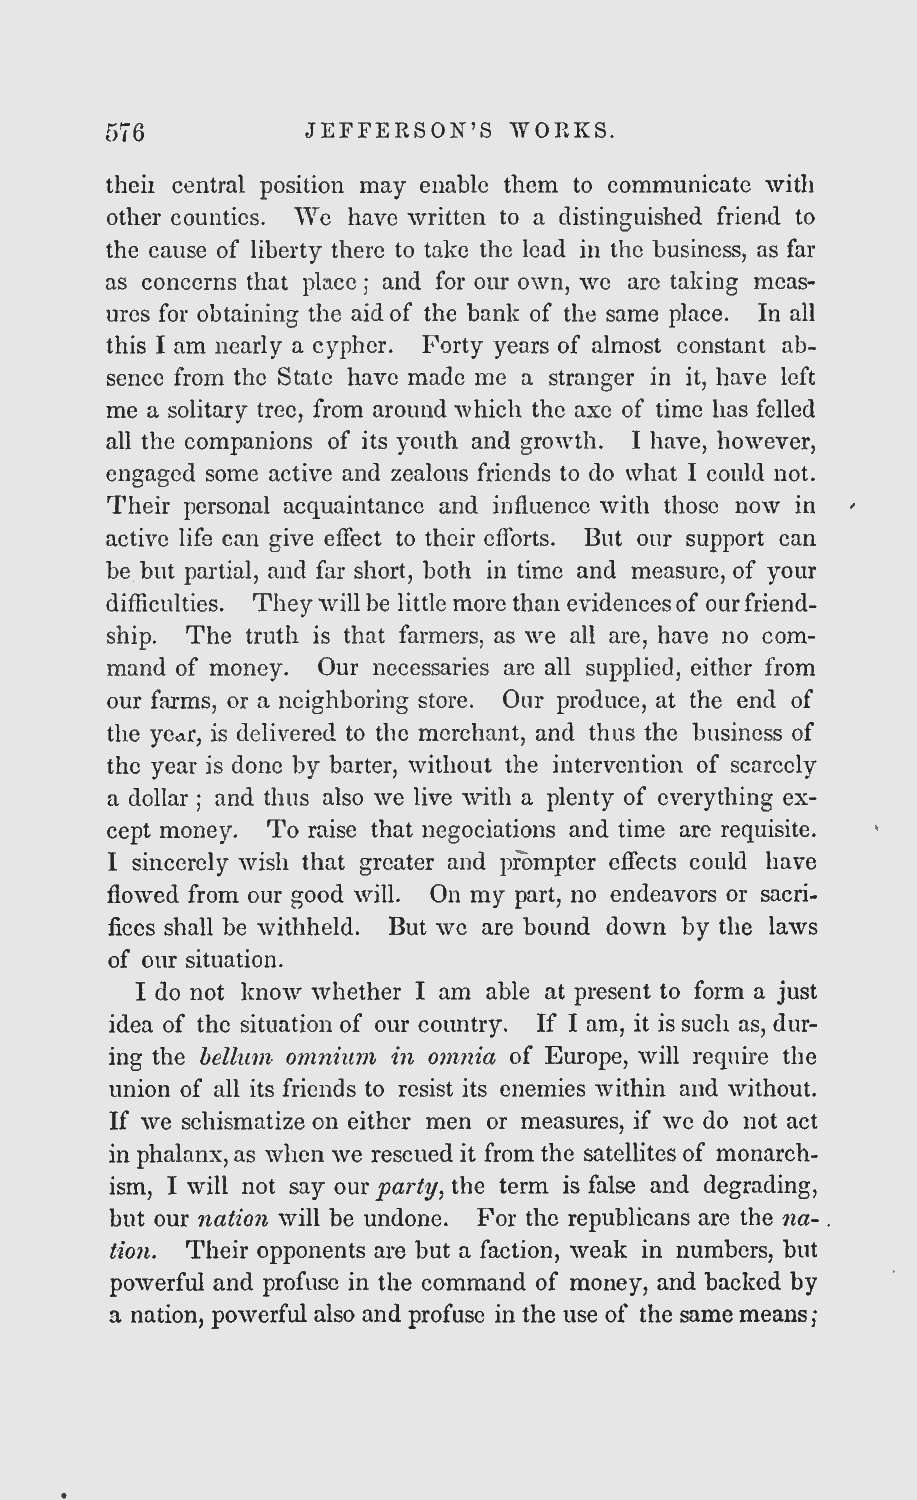 576 JEFFERSON'S WORKS.
their central position may enable them to communicate with
other counties. We have written to a distinguished friend to
the cause of liberty there to take the lead in the business, as far
as concerns that place; and for our own, we are taking meas-
ures for obtaining the aid of the bank of the same place. In all
this I am nearly a cypher. Forty years of almost constant ab-
sence from the State have made me a stranger in it, have left
me a solitary tree, from around which the axe of time has felled
all the companions of its youth and growth. I have, however,
engaged some active and zealous friends to do what I could not.
Their personal acquaintance and influence with those now in
active life can give effect to their efforts. But our support can
be but partial, and far short, both in time and measure, of your
difficulties. They will be little more than evidences of our friend-
ship. The truth is that farmers, as we all are, have no com-
mand of money. Our necessaries are all supplied, either from
our farms, or a neighboring store. Our produce, at the end of
the year, is delivered to the merchant, and thus the business of
the year is done by barter, without the intervention of scarcely
a dollar; and thus also we live with a plenty of everything ex-
cept money. To raise that negociations and time are requisite.
I sincerely wish that greater and prompter effects could have
flowed from our good will. On my part, no endeavors or sacri-
fices shall be withheld. But we are bound down by the laws
of our situation.
I do not know whether I am able at present to form a just
idea of the situation of our country. If I am, it is such as, dur-
ing the bellum omnium in omnia of Europe, will require the
union of all its friends to resist its enemies within and without.
If we schismatize on either men or measures, if we do not act
in phalanx, as when we rescued it from the satellites of monarch-
ism, I will not say our party, the term is false and degrading,
but our nation will be undone. For the republicans are the na-
tion. Their opponents are but a faction, weak in numbers, but
powerful and profuse in the command of money, and backed by
a nation, powerful also and profuse in the use of the same means;